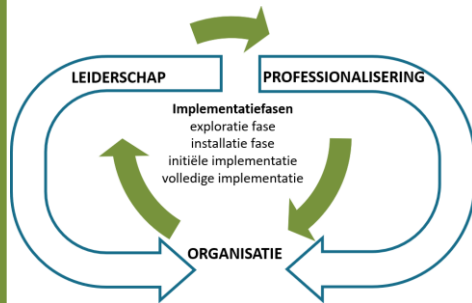 LEIDERSCHAP
PROFESSIONALISERING
Implementatiefasen
exploratie fase
installatie fase
initiële implementatie
volledige implementatie
ORGANISATIE